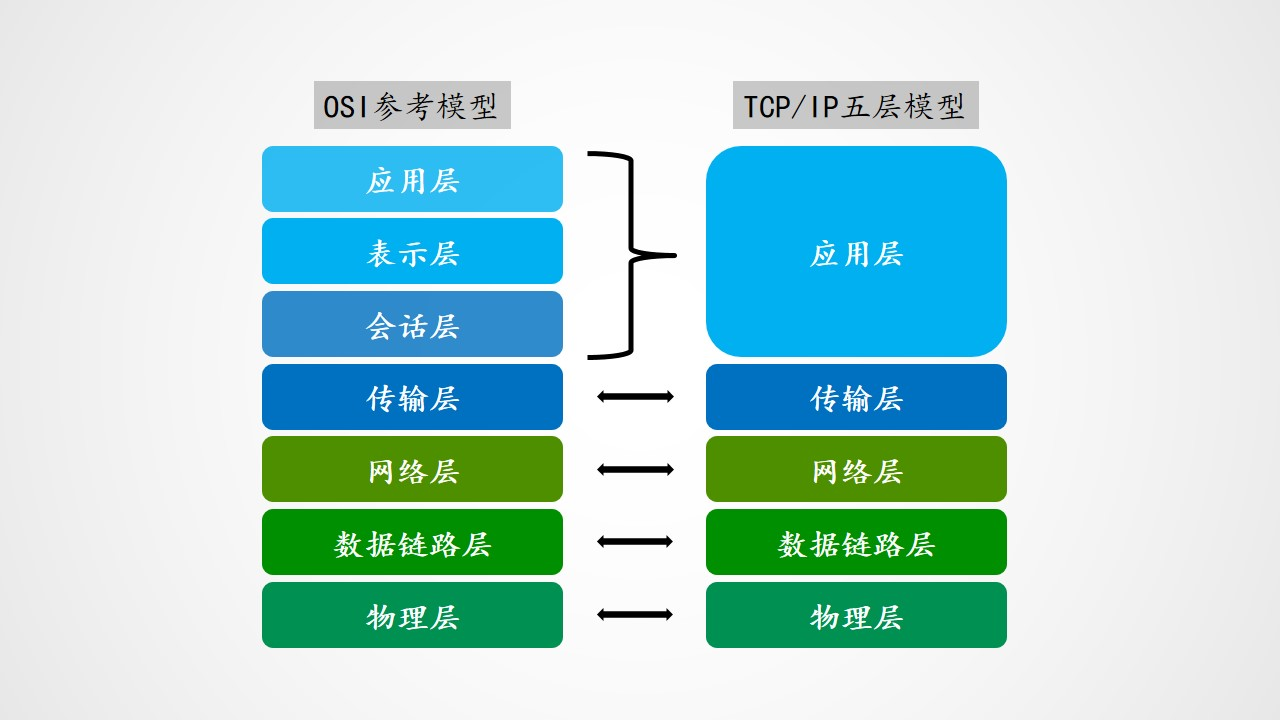 OSI参考模型
应用层
表示层
会话层
传输层
网络层
数据链路层
物理层
TCP/IP五层模型
应用层
传输层
网络层
数据链路层
物理层